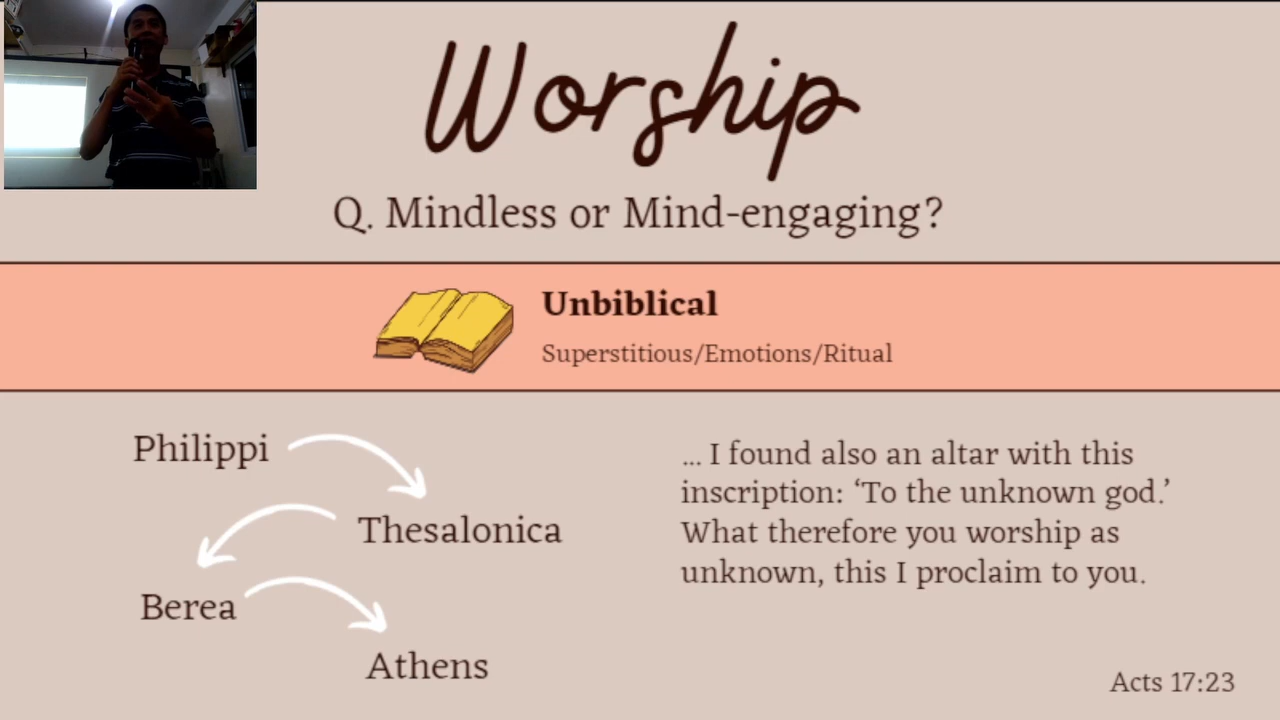 Worship
Q. Mindless or Mind-engaging?
Unbiblical
Superstitious/Emotions/Ritual
Philippi
Thesalonica
Berea
Athens
... I found also an altar with this
inscription: ‘To the unknown god.’
What therefore you worship as
unknown, this I proclaim to you.
Acts 17:23